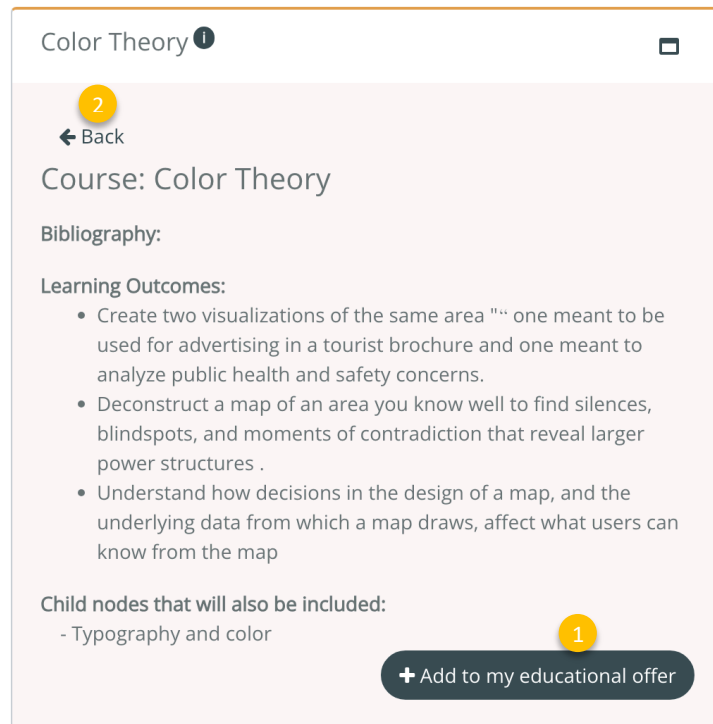 Color Theory i
2
Back
Course: Color Theory
Bibliography:
Learning Outcomes:
• Create two visualizations of the same area "“ one meant to be
used for advertising in a tourist brochure and one meant to
analyze public health and safety concerns.
• Deconstruct a map of an area you know well to find silences,
blindspots, and moments of contradiction that reveal larger
power structures .
• Understand how decisions in the design of a map, and the
underlying data from which a map draws, affect what users can
know from the map
Child nodes that will also be included:
- Typography and color
1
+ Add to my educational offer